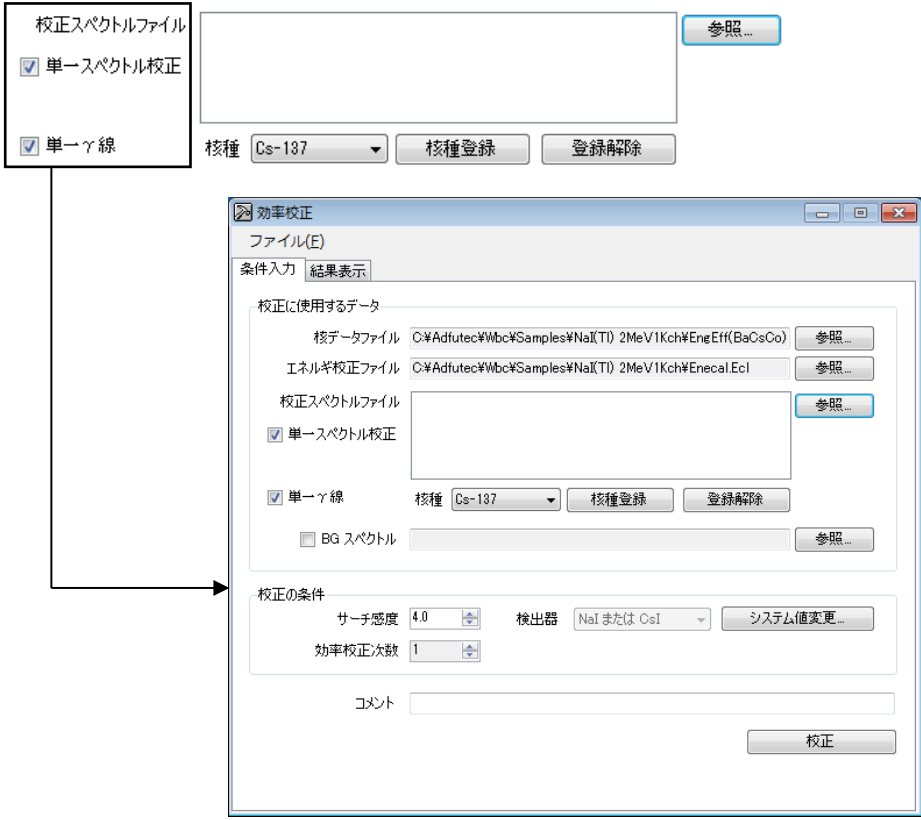 校正スペクトルファイル 参照...
単一スペクトル校正
単一γ線 核種 Cs-137 核種登録 登録解除
効率校正
ファイル(F)
条件入力 結果表示
校正に使用するデータ
核データファイル C:¥Adfutec¥Wbc¥Samples¥NaI(Tl) 2MeV1Kch¥EngEff(BaCsCo) 参照...
エネルギ校正ファイル C:¥Adfutec¥Wbc¥Samples¥NaI(Tl) 2MeV1Kch¥Enecal.Ecl 参照...
校正スペクトルファイル 参照...
単一スペクトル校正
単一γ線 核種 Cs-137 核種登録 登録解除
BG スペクトル 参照...
校正の条件
サーチ感度 4.0 検出器 NaI または CsI システム値変更...
効率校正次数 1
コメント
校正